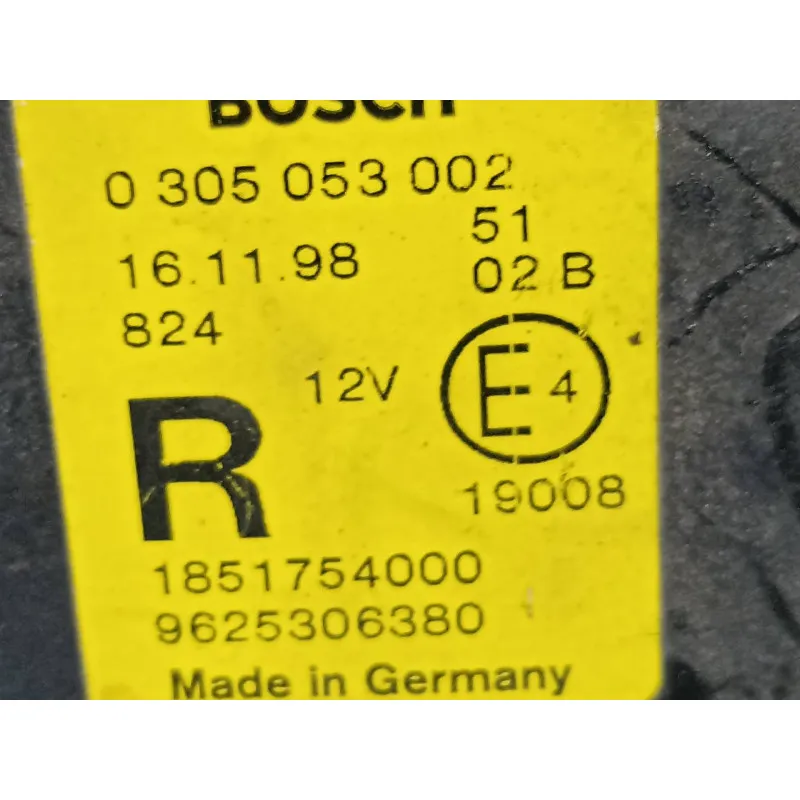 BOSCH
0 305 053 002
51
16.11.98
02 B
824
12V
E 4
R
19008
1851754000
9625306380
Made in Germany